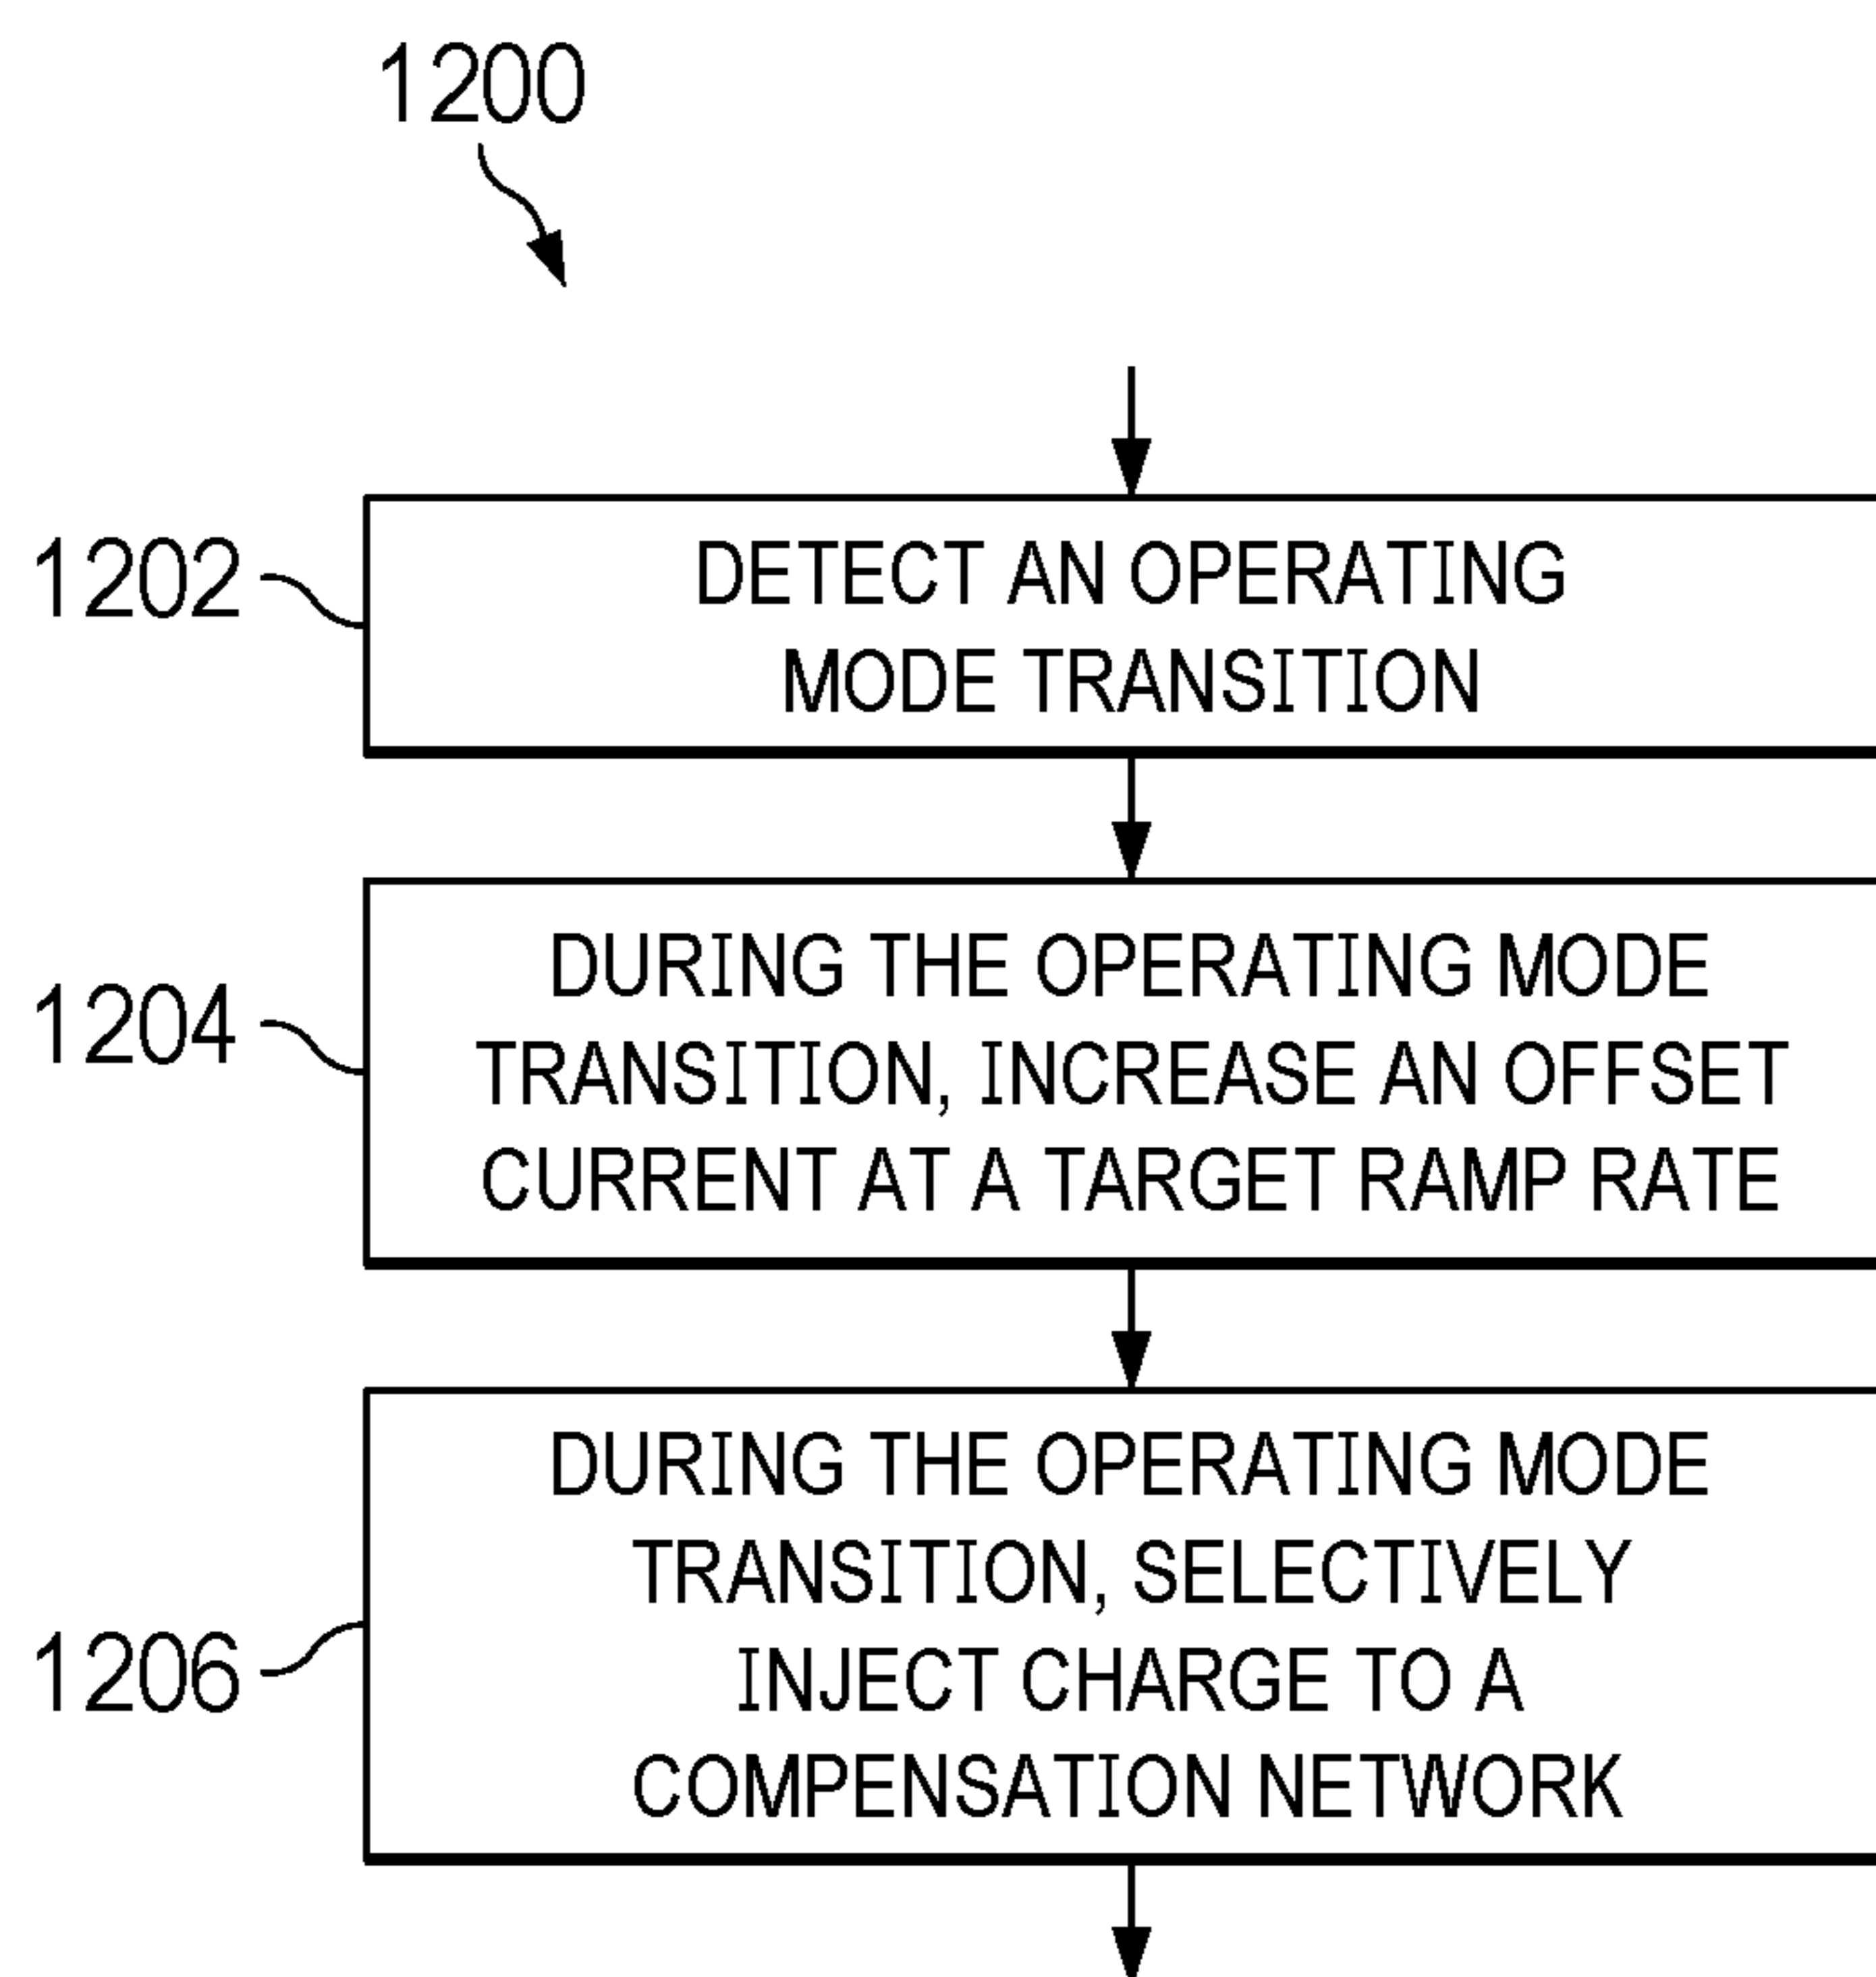 1200
1202
DETECT AN OPERATING
MODE TRANSITION
1204
DURING THE OPERATING MODE
TRANSITION, INCREASE AN OFFSET
CURRENT AT A TARGET RAMP RATE
1206
DURING THE OPERATING MODE
TRANSITION, SELECTIVELY
INJECT CHARGE TO A
COMPENSATION NETWORK